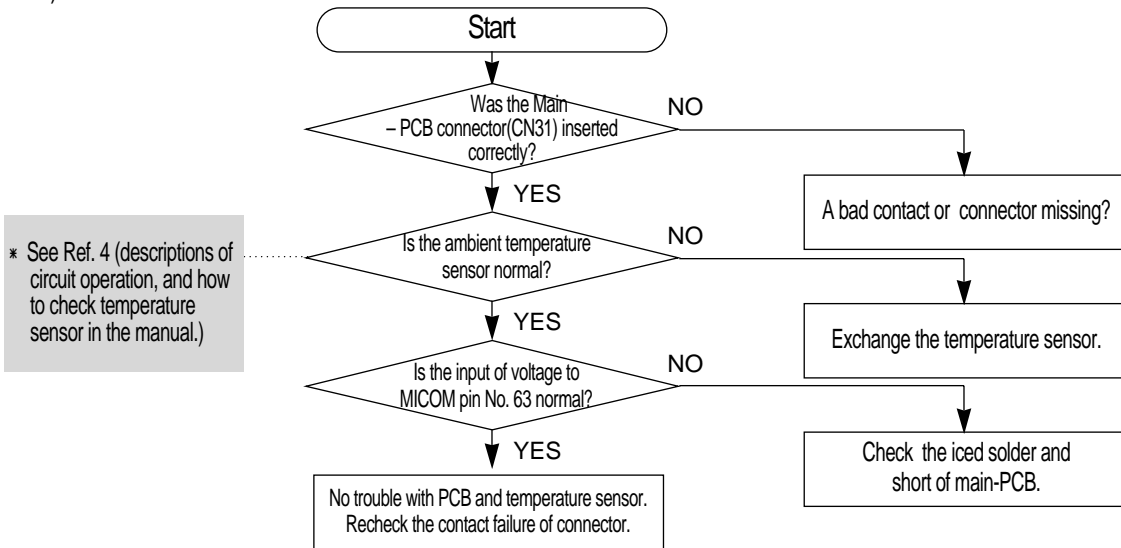 Start
Was the Main
– PCB connector(CN31) inserted
correctly?
NO
YES
A bad contact or connector missing?
* See Ref. 4 (descriptions of
circuit operation, and how
to check temperature
sensor in the manual.)
Is the ambient temperature
sensor normal?
NO
YES
Exchange the temperature sensor.
Is the input of voltage to
MICOM pin No. 63 normal?
NO
YES
Check the iced solder and
short of main-PCB.
No trouble with PCB and temperature sensor.
Recheck the contact failure of connector.